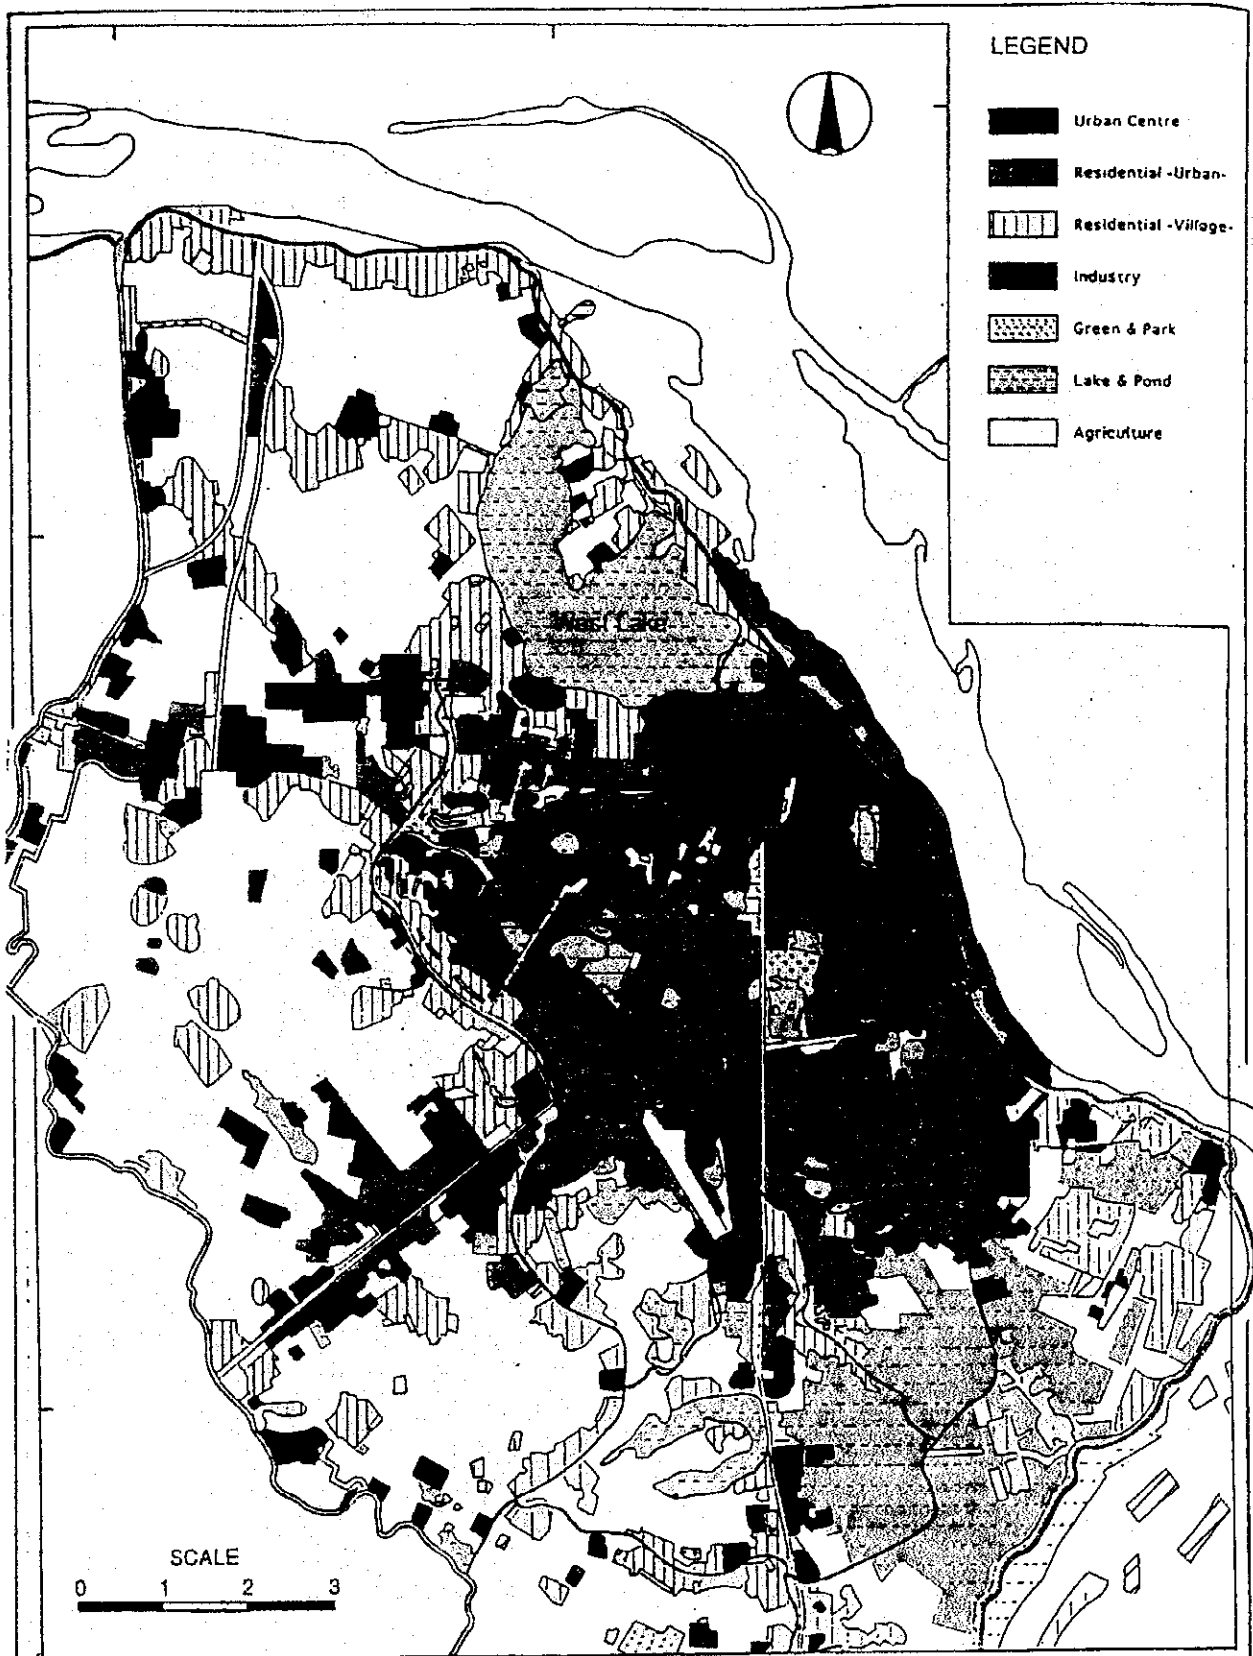 LEGEND
Urban Centre
Residential -Urban-
Residential -Village-
Industry
Green & Park
Lake & Pond
Agriculture
West Lake
SCALE
0 1 2 3